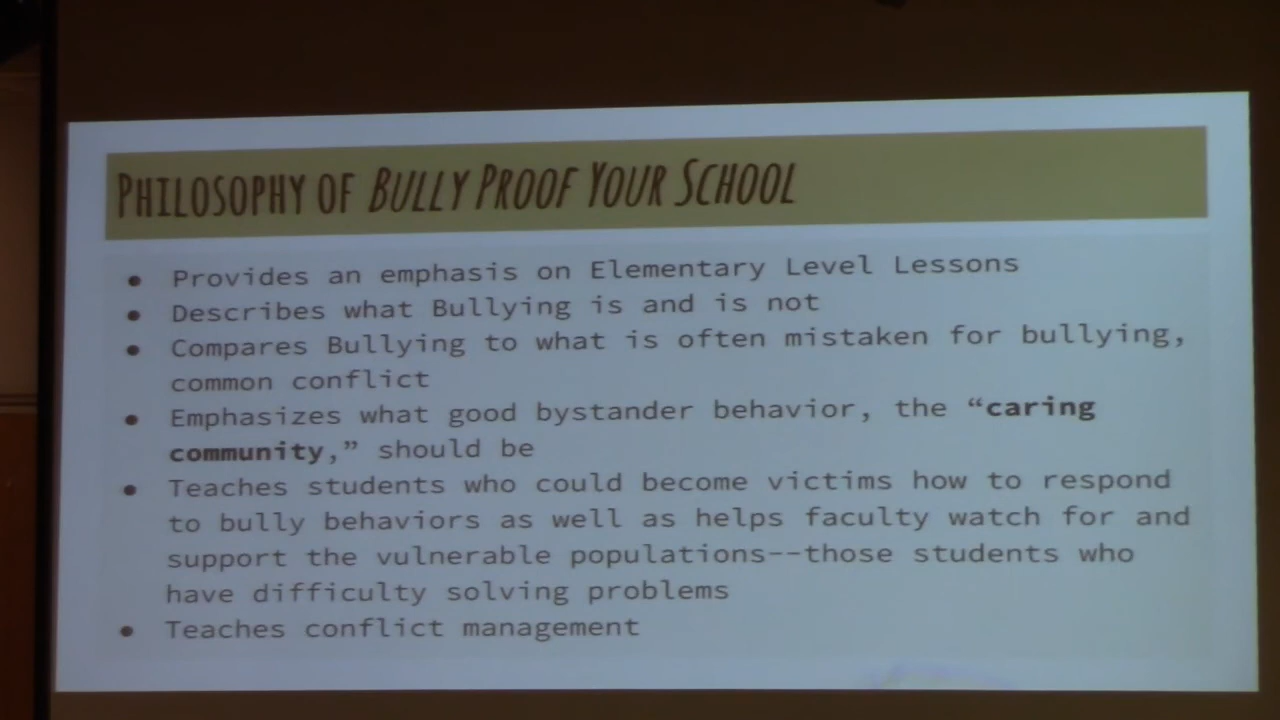 PHILOSOPHY OF BULLY PROOF YOUR SCHOOL
● Provides an emphasis on Elementary Level Lessons
● Describes what Bullying is and is not
● Compares Bullying to what is often mistaken for bullying,
common conflict
● Emphasizes what good bystander behavior, the “caring
community,” should be
● Teaches students who could become victims how to respond
to bully behaviors as well as helps faculty watch for and
support the vulnerable populations--those students who
have difficulty solving problems
● Teaches conflict management